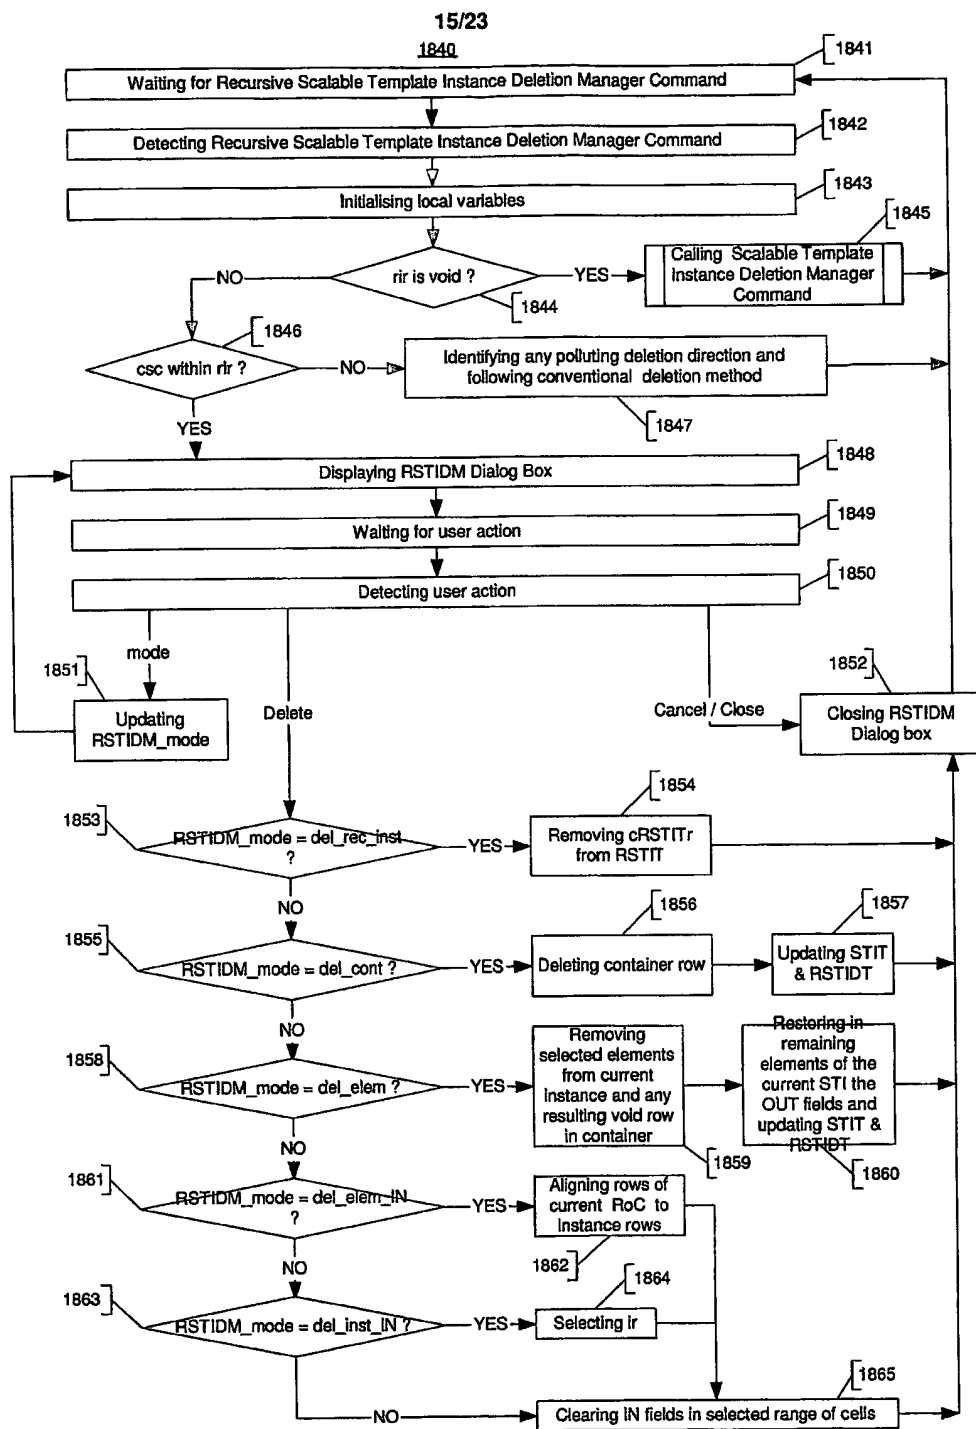 15/23
1840
1841
Waiting for Recursive Scalable Template Instance Deletion Manager Command
1842
Detecting Recursive Scalable Template Instance Deletion Manager Command
1843
Initialising local variables
1845
rir is void ?
YES
NO
Calling Scalable Template
Instance Deletion Manager
Command
1844
1846
csc within rir ?
NO
Identifying any polluting deletion direction and
following conventional deletion method
1847
YES
1848
Displaying RSTIDM Dialog Box
1849
Waiting for user action
1850
Detecting user action
mode
1851
Updating
RSTIDM_mode
Delete
Cancel / Close
1852
Closing RSTIDM
Dialog box
1853
RSTIDM_mode = del_rec_inst
?
YES
1854
Removing cRSTITr
from RSTIT
NO
1855
RSTIDM_mode = del_cont ?
YES
1856
Deleting container row
1857
Updating STIT
& RSTIDT
NO
1858
RSTIDM_mode = del_elem ?
YES
Removing
selected elements
from current
instance and any
resulting void row
in container
1859
Restoring in
remaining
elements of the
current STI the
OUT fields and
updating STIT &
RSTIDT
1860
NO
1861
RSTIDM_mode = del_elem_IN
?
YES
Aligning rows of
current RoC to
instance rows
1862
NO
1863
RSTIDM_mode = del_inst_IN ?
YES
1864
Selecting ir
NO
1865
Clearing IN fields in selected range of cells